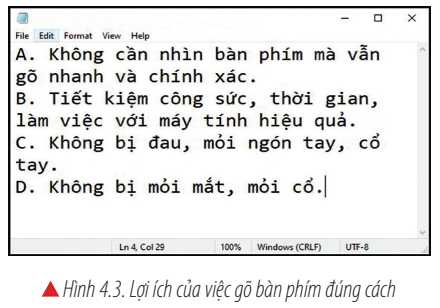 File Edit Format View Help
A. Không cần nhìn bàn phím mà vẫn
gõ nhanh và chính xác.
B. Tiết kiệm công sức, thời gian,
làm việc với máy tính hiệu quả.
C. Không bị đau, mỏi ngón tay, cổ
tay.
D. Không bị mỏi mắt, mỏi cổ.
Ln 4, Col 29 100% Windows (CRLF) UTF-8
Hình 4.3. Lợi ích của việc gõ bàn phím đúng cách